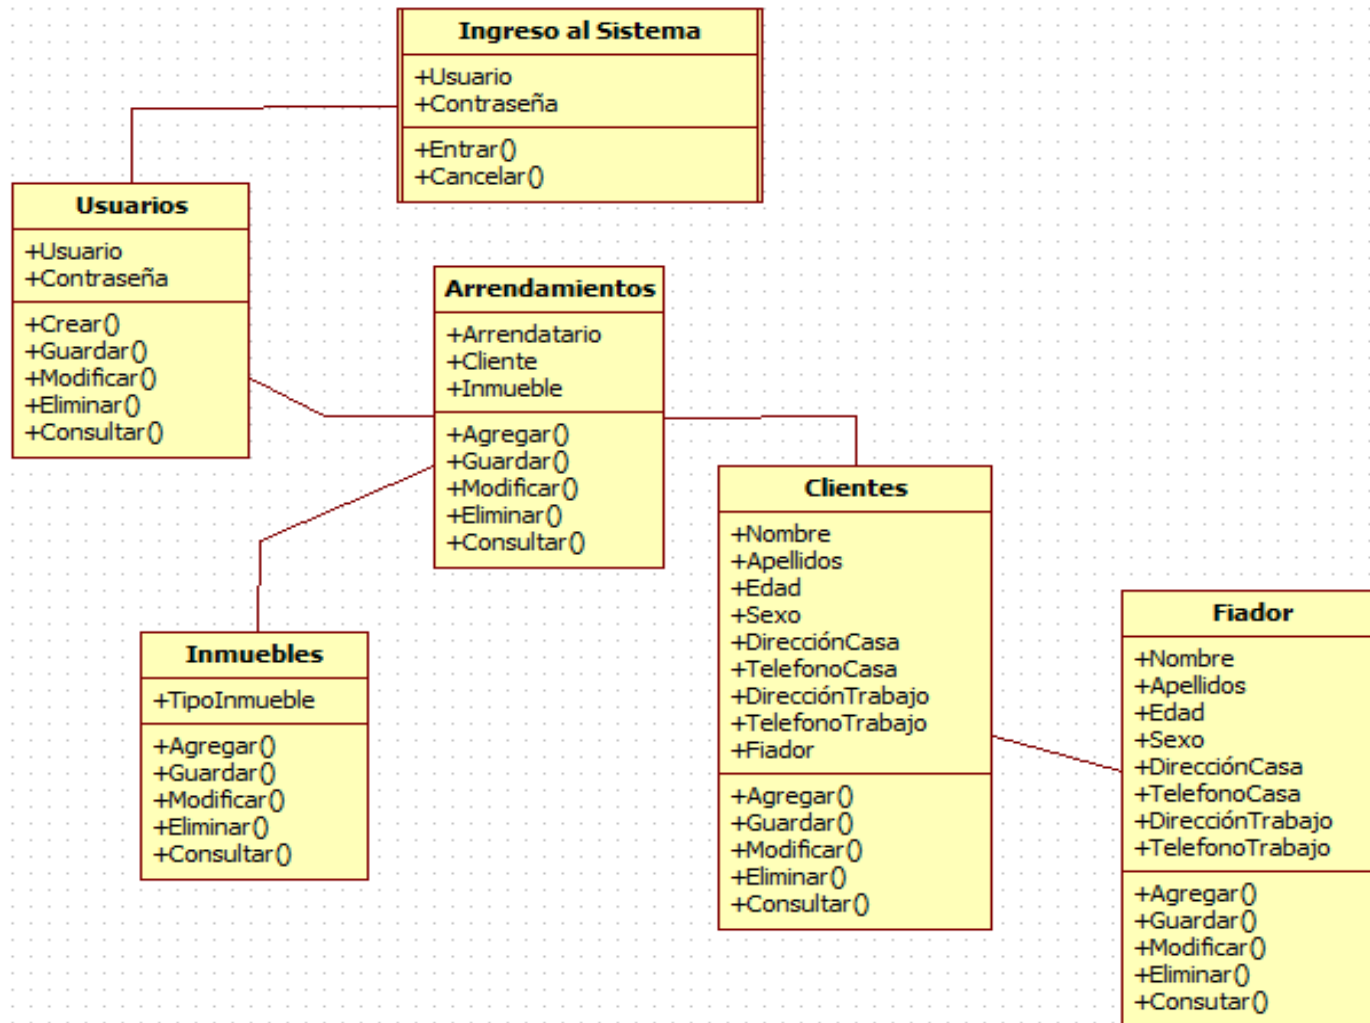 Ingreso al Sistema
+Usuario
+Contraseña
+Entrar()
+Cancelar()
Usuarios
+Usuario
+Contraseña
+Crear()
+Guardar()
+Modificar()
+Eliminar()
+Consultar()
Arrendamientos
+Arrendatario
+Cliente
+Inmueble
+Agregar()
+Guardar()
+Modificar()
+Eliminar()
+Consultar()
Inmuebles
+TipoInmueble
+Agregar()
+Guardar()
+Modificar()
+Eliminar()
+Consultar()
Clientes
+Nombre
+Apellidos
+Edad
+Sexo
+DirecciónCasa
+TelefonoCasa
+DirecciónTrabajo
+TelefonoTrabajo
+Fiador
+Agregar()
+Guardar()
+Modificar()
+Eliminar()
+Consultar()
Fiador
+Nombre
+Apellidos
+Edad
+Sexo
+DirecciónCasa
+TelefonoCasa
+DirecciónTrabajo
+TelefonoTrabajo
+Agregar()
+Guardar()
+Modificar()
+Eliminar()
+Consutar()